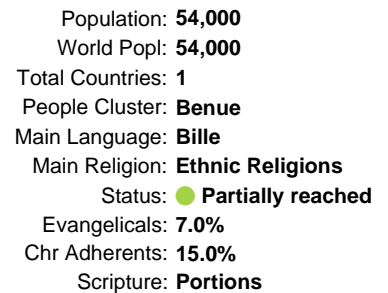 Population: 54,000
World Popl: 54,000
Total Countries: 1
People Cluster: Benue
Main Language: Bille
Main Religion: Ethnic Religions
Status: Partially reached
Evangelicals: 7.0%
Chr Adherents: 15.0%
Scripture: Portions